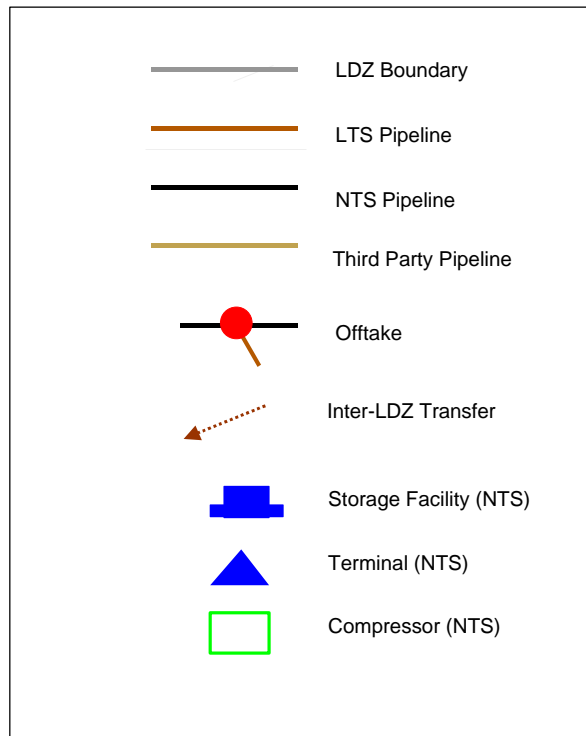 LDZ Boundary
LTS Pipeline
NTS Pipeline
Third Party Pipeline
Offtake
Inter-LDZ Transfer
Storage Facility (NTS)
Terminal (NTS)
Compressor (NTS)